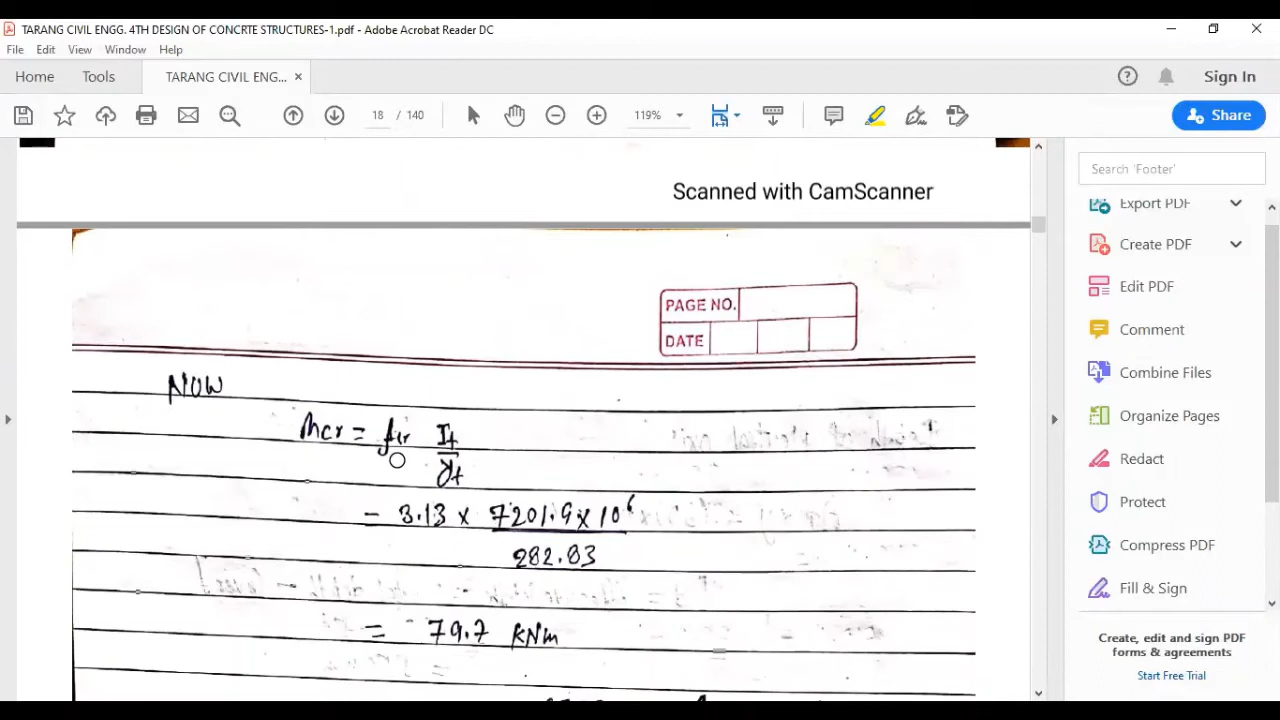 TARANG CIVIL ENGG. 4TH DESIGN OF CONCRTE STRUCTURES-1.pdf - Adobe Acrobat Reader DC
File Edit View Window Help
Home Tools TARANG CIVIL ENG... × Sign In
18 / 140 119% Share
Search 'Footer'
Export PDF
Create PDF
Edit PDF
Comment
Combine Files
Organize Pages
Redact
Protect
Compress PDF
Fill & Sign
Create, edit and sign PDF
forms & agreements
Start Free Trial
Scanned with CamScanner
PAGE NO.
DATE
NOW
Mcr = fcr It
yt
= 3.13 x 7201.9 x 10⁶
282.83
= 79.7 kNm